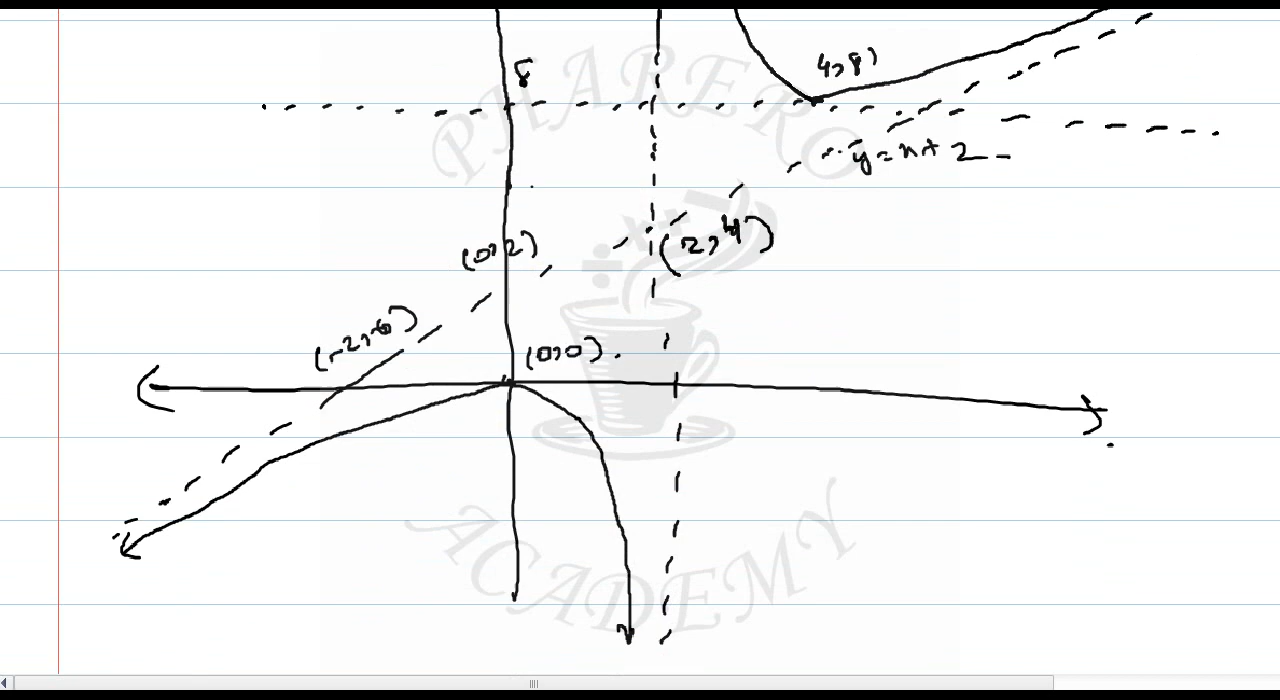 8
4,8)
PHARERO
y=x+2
(0,2)
(2,4)
(-2,0)
(0,0).
ACADEMY